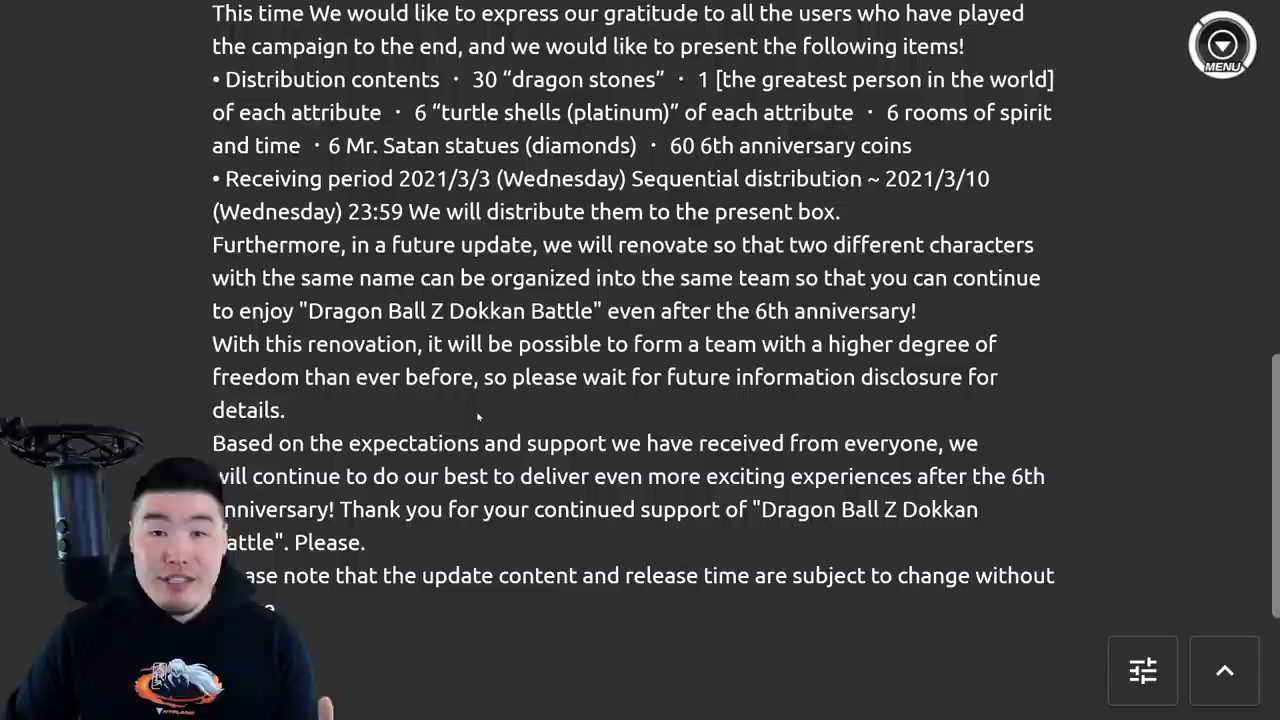 This time We would like to express our gratitude to all the users who have played
the campaign to the end, and we would like to present the following items!
• Distribution contents ・ 30 “dragon stones” ・ 1 [the greatest person in the world]
of each attribute ・ 6 “turtle shells (platinum)” of each attribute ・ 6 rooms of spirit
and time ・6 Mr. Satan statues (diamonds) ・ 60 6th anniversary coins
• Receiving period 2021/3/3 (Wednesday) Sequential distribution ~ 2021/3/10
(Wednesday) 23:59 We will distribute them to the present box.
Furthermore, in a future update, we will renovate so that two different characters
with the same name can be organized into the same team so that you can continue
to enjoy "Dragon Ball Z Dokkan Battle" even after the 6th anniversary!
With this renovation, it will be possible to form a team with a higher degree of
freedom than ever before, so please wait for future information disclosure for
details.
Based on the expectations and support we have received from everyone, we
will continue to do our best to deliver even more exciting experiences after the 6th
anniversary! Thank you for your continued support of "Dragon Ball Z Dokkan
Battle". Please.
note that the update content and release time are subject to change without
MENU